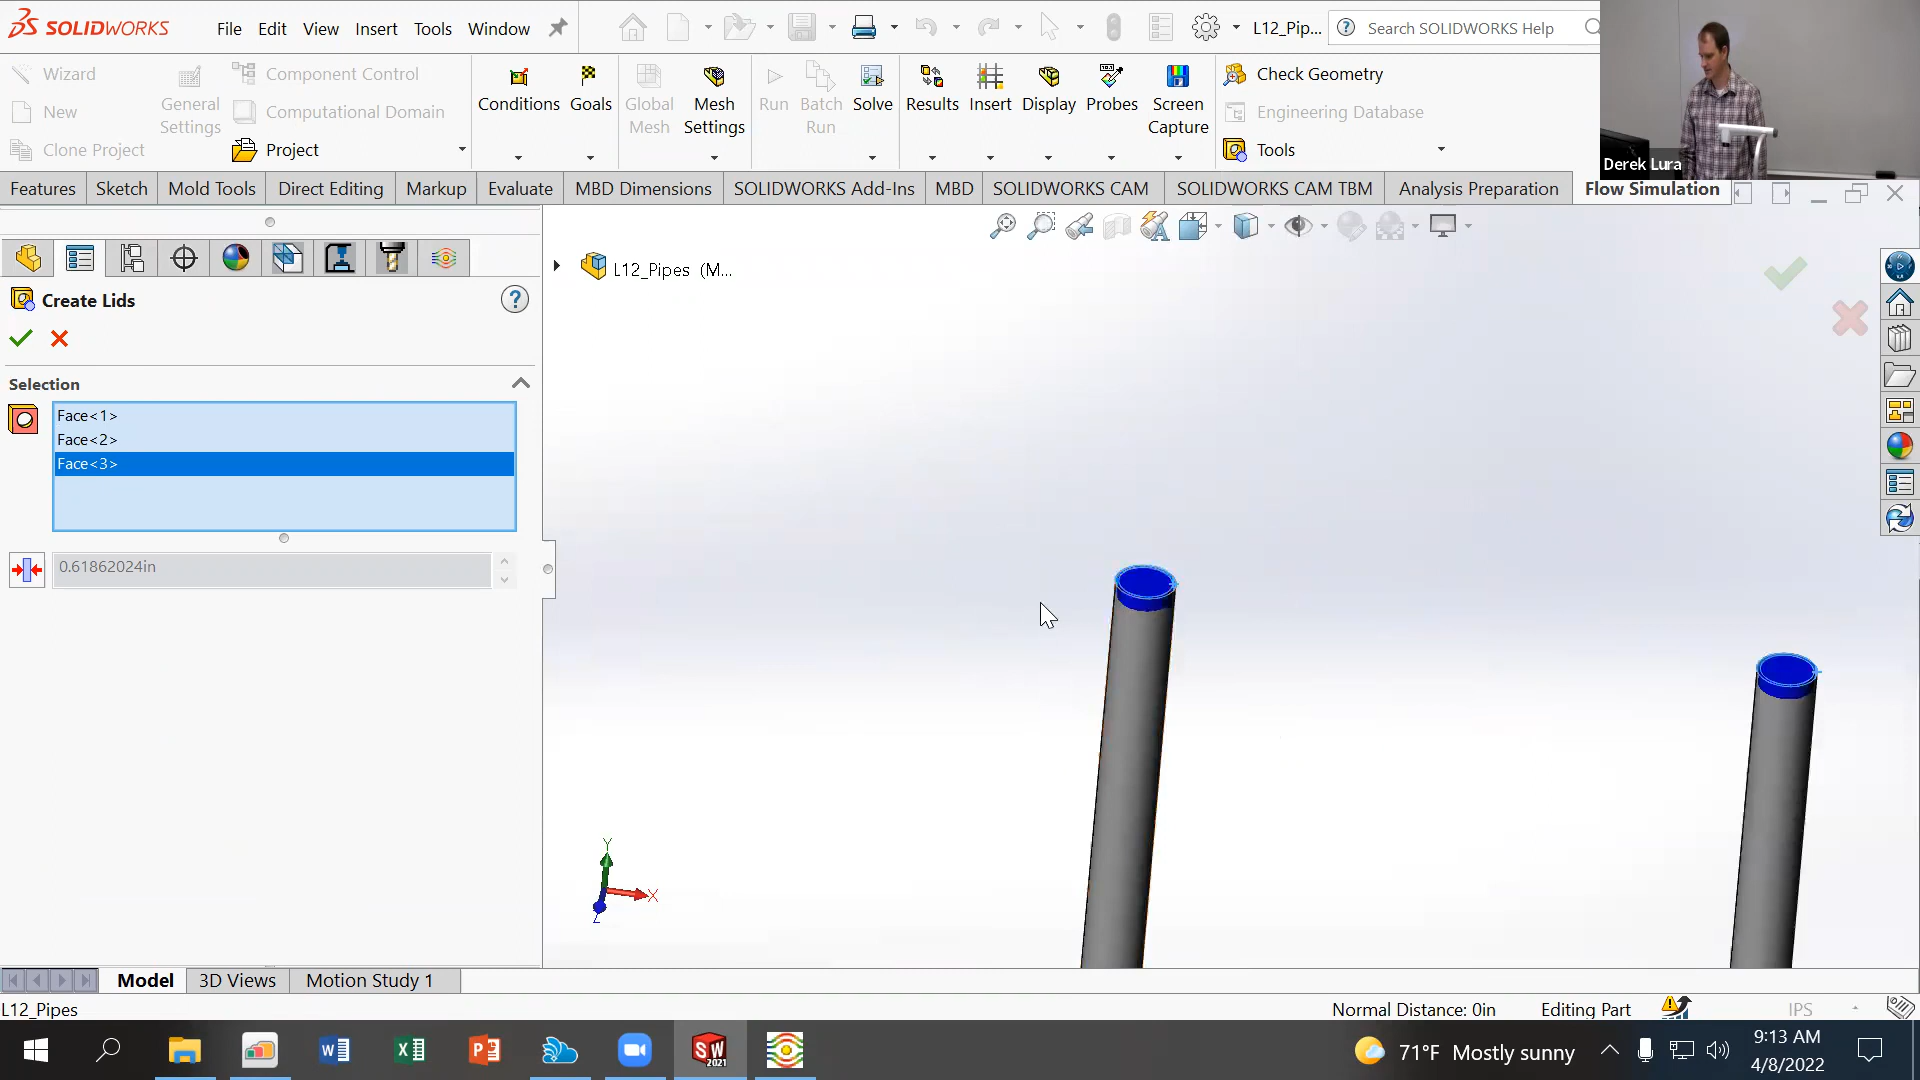 SOLIDWORKS
File Edit View Insert Tools Window
L12_Pip...
Search SOLIDWORKS Help
Wizard
New
Clone Project
General Settings
Component Control
Computational Domain
Project
Conditions
Goals
Global Mesh
Mesh Settings
Run
Batch Run
Solve
Results
Insert
Display
Probes
Screen Capture
Check Geometry
Engineering Database
Tools
Derek Lura
Features Sketch Mold Tools Direct Editing Markup Evaluate MBD Dimensions SOLIDWORKS Add-Ins MBD SOLIDWORKS CAM SOLIDWORKS CAM TBM Analysis Preparation Flow Simulation
L12_Pipes (M...
Create Lids
Selection
Face<1>
Face<2>
Face<3>
0.61862024in
Y
X
Z
Model 3D Views Motion Study 1
L12_Pipes
Normal Distance: 0in Editing Part IPS
SW 2021
71°F Mostly sunny
9:13 AM
4/8/2022